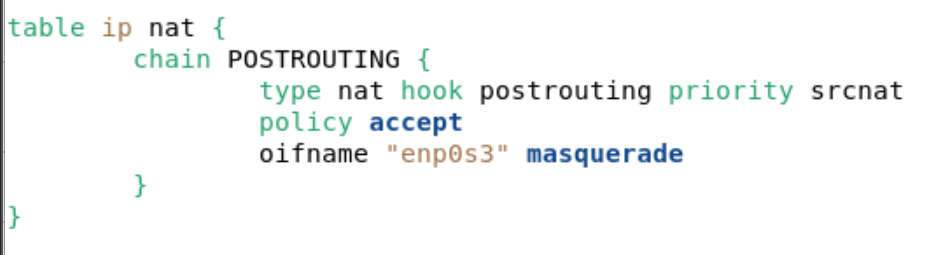 table ip nat {
        chain POSTROUTING {
                type nat hook postrouting priority srcnat
                policy accept
                oifname "enp0s3" masquerade
        }
}